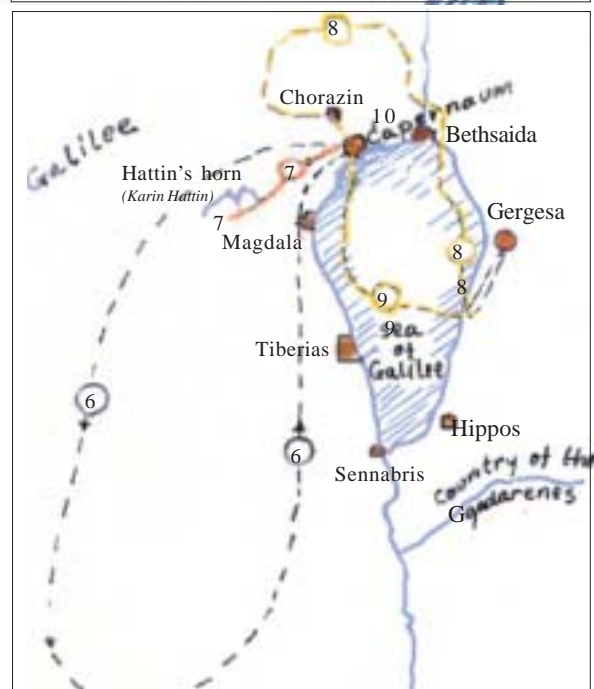 8
Chorazin
10
Capernaum
Bethsaida
Galilee
Hattin's horn
(Karin Hattin)
7
7
Magdala
Gergesa
8
8
9
9
Sea
of
Galilee
Tiberias
6
6
Hippos
Sennabris
Country of the
Ggadarenes